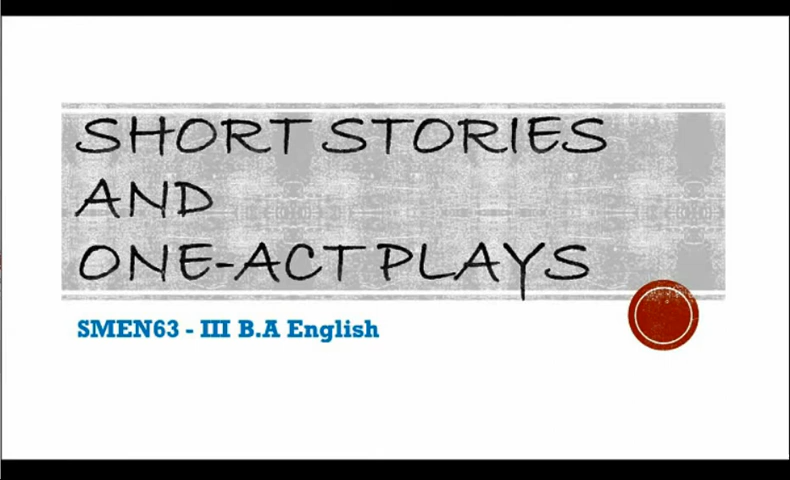 SHORT STORIES
AND
ONE-ACT PLAYS
SMEN63 - III B.A English